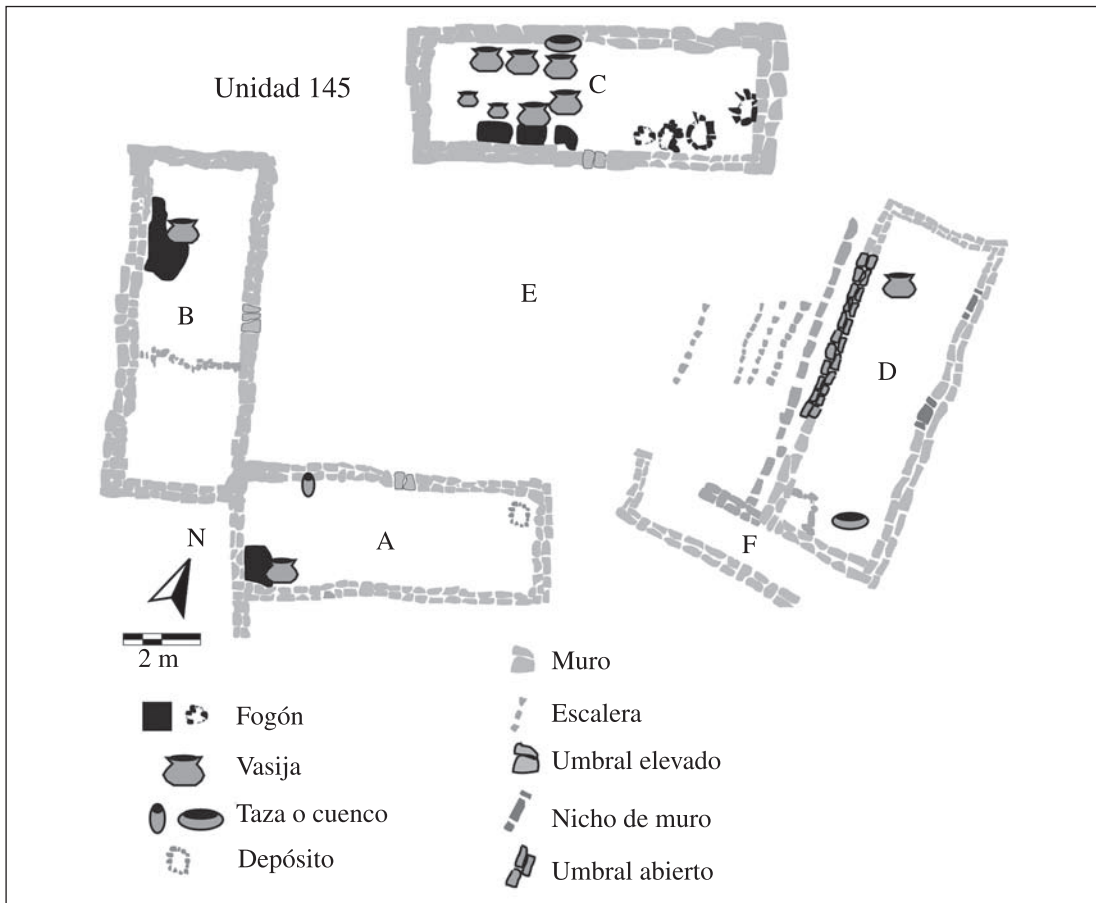 Unidad 145
C
B
E
D
N
A
F
2 m
Fogón
Vasija
Taza o cuenco
Depósito
Muro
Escalera
Umbral elevado
Nicho de muro
Umbral abierto